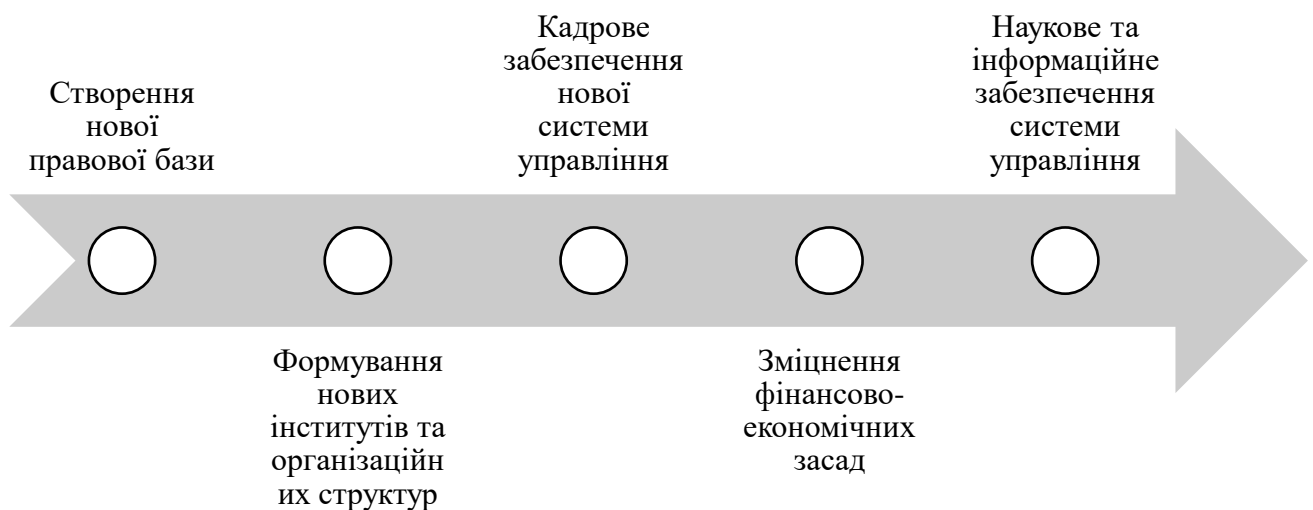 Створення
нової
правової бази
Формування
нових
інститутів та
організаційн
их структур
Кадрове
забезпечення
нової
системи
управління
Зміцнення
фінансово-
економічних
засад
Наукове та
інформаційне
забезпечення
системи
управління